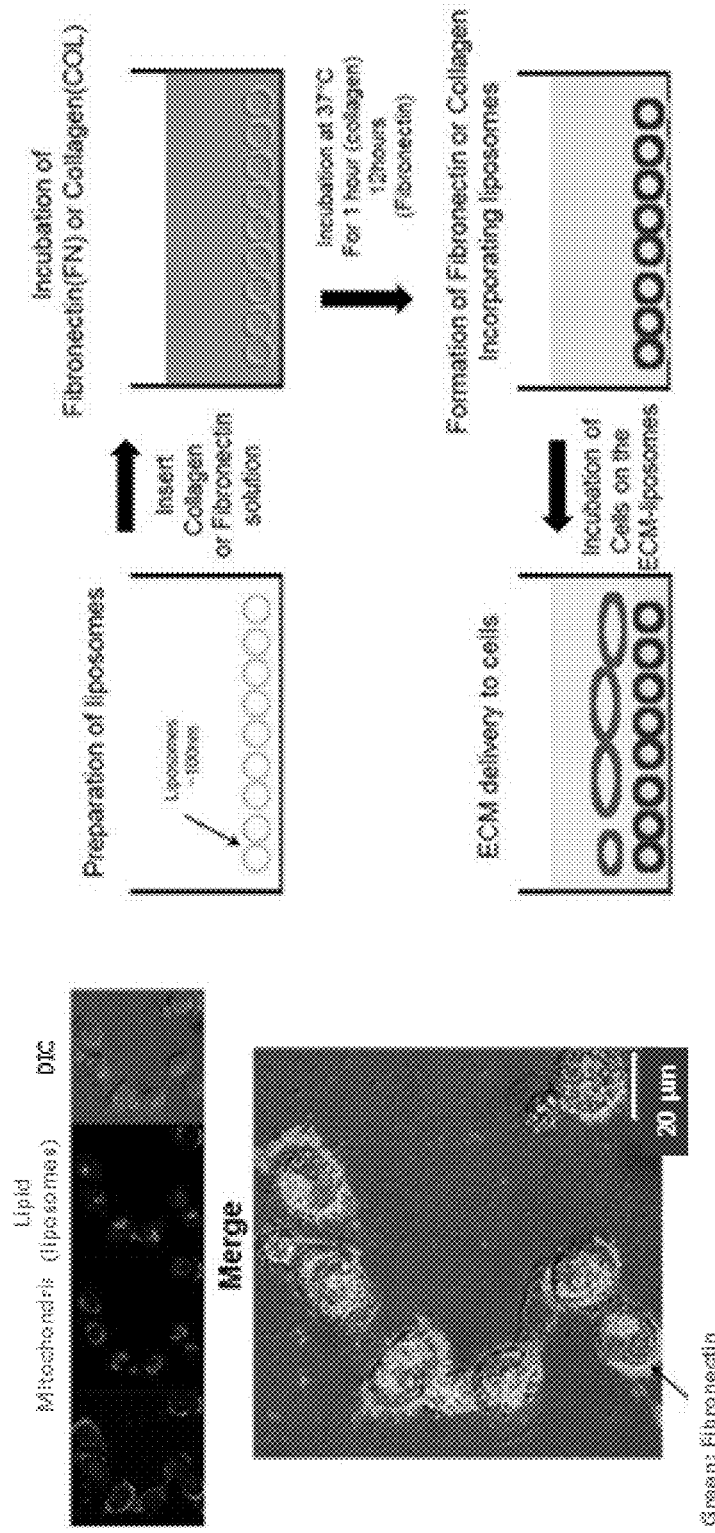 Preparation of liposomes
Liposomes
~100nm
Insert
Collagen
or Fibronectin
solution
Incubation of
Fibronectin(FN) or Collagen(COL)
Incubation at 37°C
For 1 hour (collagen)
12hours
(Fibronectin)
Formation of Fibronectin or Collagen
Incorporating liposomes
Incubation of
Cells on the
ECM-liposomes
ECM delivery to cells
Lipid
Mitochondria (liposomes)
DIC
Merge
20 µm
Green: Fibronectin